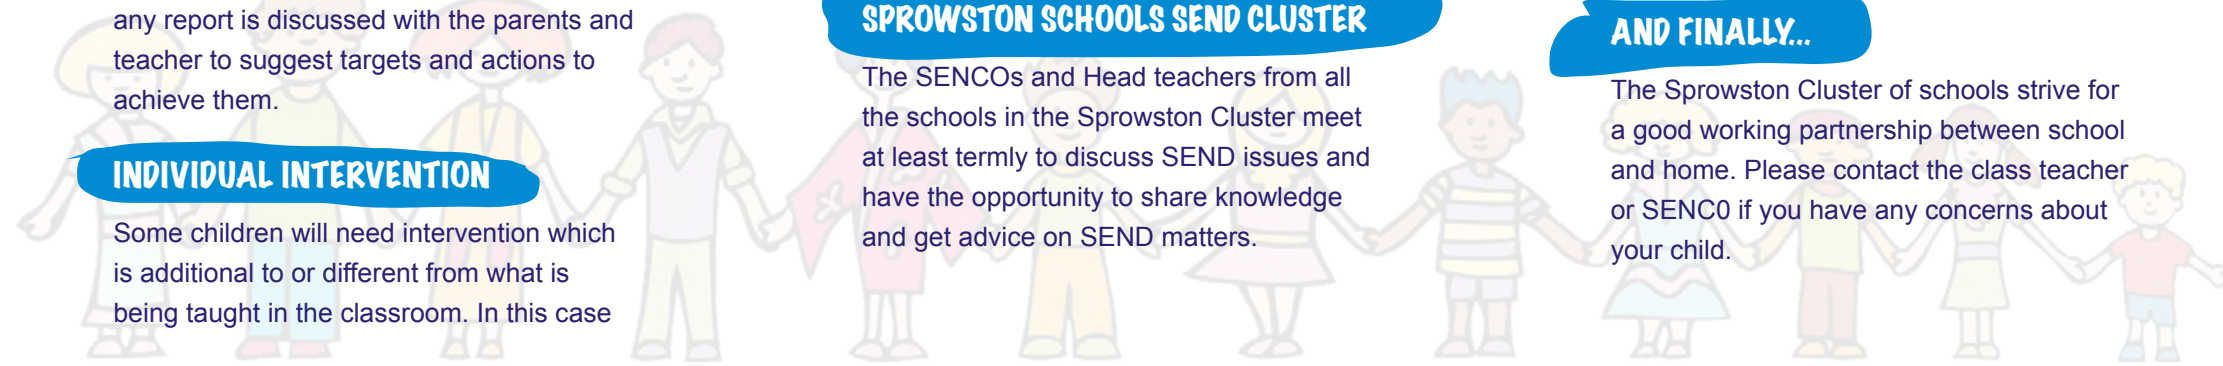 any report is discussed with the parents and
teacher to suggest targets and actions to
achieve them.
INDIVIDUAL INTERVENTION
Some children will need intervention which
is additional to or different from what is
being taught in the classroom. In this case
SPROWSTON SCHOOLS SEND CLUSTER
The SENCOs and Head teachers from all
the schools in the Sprowston Cluster meet
at least termly to discuss SEND issues and
have the opportunity to share knowledge
and get advice on SEND matters.
AND FINALLY...
The Sprowston Cluster of schools strive for
a good working partnership between school
and home. Please contact the class teacher
or SENC0 if you have any concerns about
your child.